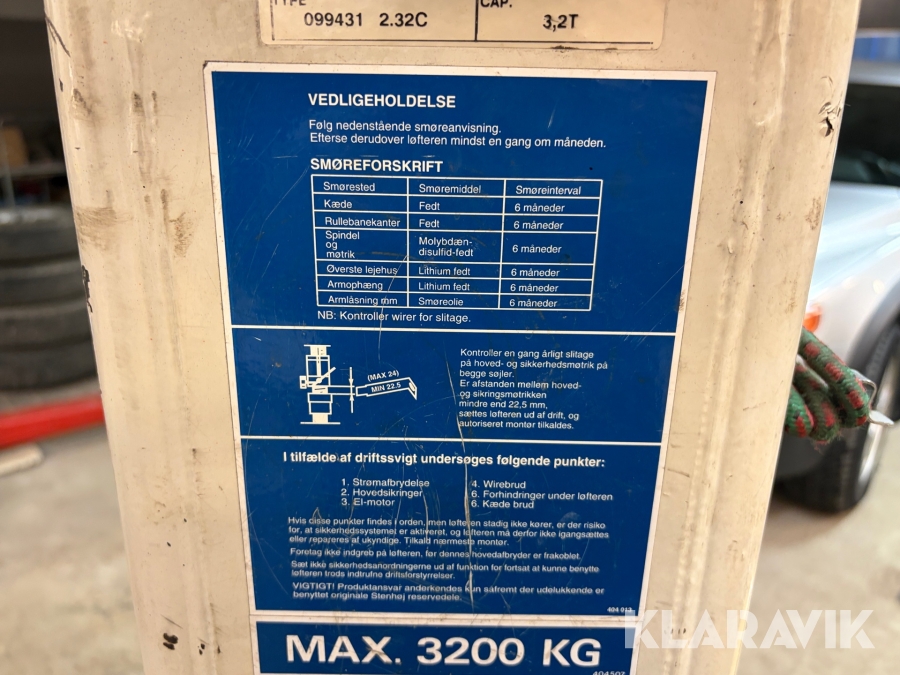 TYPE
CAP.
099431 2.32C
3,2T
VEDLIGEHOLDELSE
Følg nedenstående smøreanvisning.
Efterse derudover løfteren mindst en gang om måneden.
SMØREFORSKRIFT
Smørested Smøremiddel Smøreinterval
Kæde Fedt 6 måneder
Rullebanekanter Fedt 6 måneder
Spindel
og
møtrik
Molybdæn-
disulfid-fedt
6 måneder
Øverste lejehus Lithium fedt 6 måneder
Armophæng Lithium fedt 6 måneder
Armlåsning mm Smøreolie 6 måneder
NB: Kontroller wirer for slitage.
(MAX 24)
MIN 22.5
Kontroller en gang årligt slitage
på hoved- og sikkerhedsmøtrik på
begge søjler.
Er afstanden mellem hoved-
og sikringsmøtrikken
mindre end 22,5 mm,
sættes løfteren ud af drift, og
autoriseret montør tilkaldes.
I tilfælde af driftssvigt undersøges følgende punkter:
1. Strømafbrydelse
2. Hovedsikringer
3. El-motor
4. Wirebrud
6. Forhindringer under løfteren
6. Kæde brud
Hvis disse punkter findes i orden, men løfteren stadig ikke kører, er der risiko
for, at sikkerhedssystemet er aktiveret, og løfteren må derfor ikke igangsættes
eller repareres af ukyndige. Tilkald nærmeste montør.
Foretag ikke indgreb på løfteren, før dennes hovedafbryder er frakoblet.
Sæt ikke sikkerhedsanordningerne ud af funktion for fortsat at kunne benytte
løfteren trods indtrufne driftsforstyrrelser.
VIGTIGT! Produktansvar anderkendes kun såfremt der udelukkende er
benyttet originale Stenhøj reservedele.
404 013
MAX. 3200 KG
404507
KLARAVIK